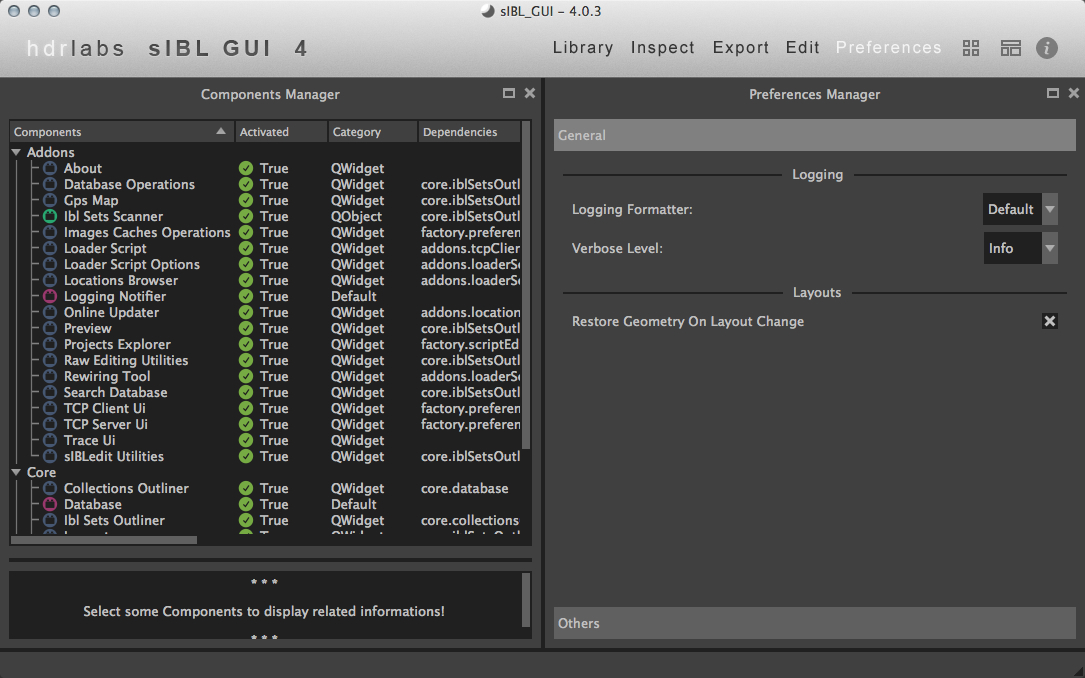 sIBL_GUI - 4.0.3
hdrlabs sIBL GUI 4
Library Inspect Export Edit Preferences
Components Manager
Components Activated Category Dependencies
Addons
About True QWidget
Database Operations True QWidget core.iblSetsOutl
Gps Map True QWidget core.iblSetsOutl
Ibl Sets Scanner True QObject core.iblSetsOutl
Images Caches Operations True QWidget factory.preferen
Loader Script True QWidget addons.tcpClien
Loader Script Options True QWidget addons.loaderSc
Locations Browser True QWidget addons.loaderSc
Logging Notifier True Default
Online Updater True QWidget addons.location
Preview True QWidget core.iblSetsOutl
Projects Explorer True QWidget factory.scriptEd
Raw Editing Utilities True QWidget core.iblSetsOutl
Rewiring Tool True QWidget addons.loaderSc
Search Database True QWidget core.iblSetsOutl
TCP Client Ui True QWidget factory.preferen
TCP Server Ui True QWidget factory.preferen
Trace Ui True QWidget
sIBLedit Utilities True QWidget core.iblSetsOutl
Core
Collections Outliner True QWidget core.database
Database True Default
Ibl Sets Outliner True QWidget core.collections
* * *
Select some Components to display related informations!
* * *
Preferences Manager
General
Logging
Logging Formatter: Default
Verbose Level: Info
Layouts
Restore Geometry On Layout Change
Others